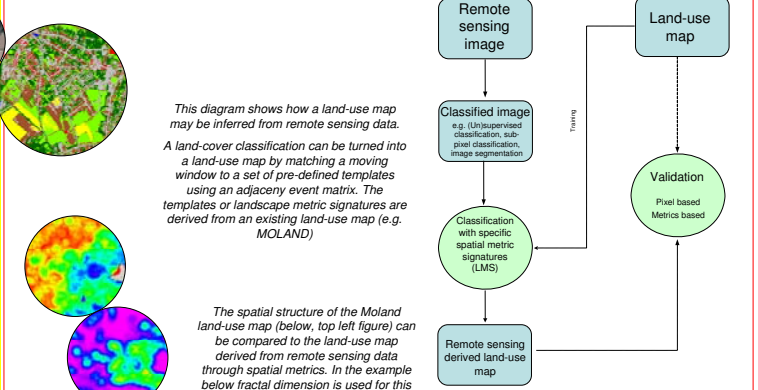 This diagram shows how a land-use map
may be inferred from remote sensing data.
A land-cover classification can be turned into
a land-use map by matching a moving
window to a set of pre-defined templates
using an adjaceny event matrix. The
templates or landscape metric signatures are
derived from an existing land-use map (e.g.
MOLAND)
The spatial structure of the Moland
land-use map (below, top left figure) can
be compared to the land-use map
derived from remote sensing data
through spatial metrics. In the example
below fractal dimension is used for this
Remote
sensing
image
Classified image
e.g. (Un)supervised
classification, sub-
pixel classification,
image segmentation
Classification
with specific
spatial metric
signatures
(LMS)
Remote sensing
derived land-use
map
Training
Land-use
map
Validation
Pixel based
Metrics based